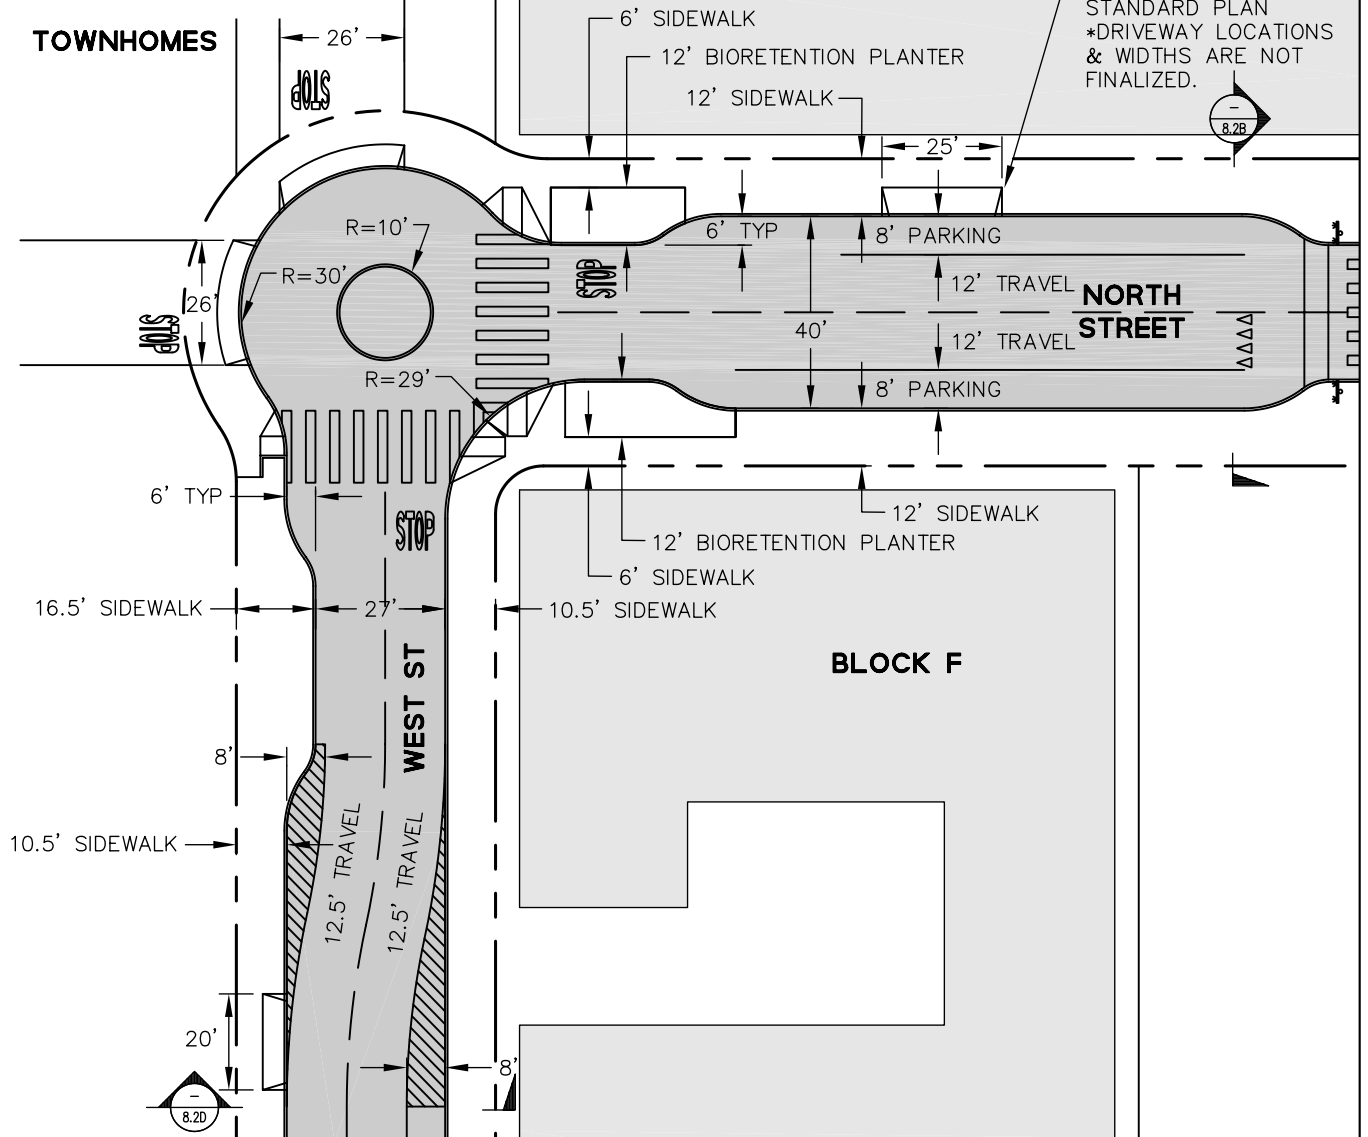 TOWNHOMES
26'
STOP
6' SIDEWALK
12' BIORETENTION PLANTER
12' SIDEWALK
STANDARD PLAN
*DRIVEWAY LOCATIONS
& WIDTHS ARE NOT
FINALIZED.
–
8.2B
25'
R=10'
R=30'
26'
STOP
R=29'
STOP
6' TYP
8' PARKING
12' TRAVEL
NORTH
STREET
40'
12' TRAVEL
8' PARKING
6' TYP
STOP
12' SIDEWALK
12' BIORETENTION PLANTER
6' SIDEWALK
16.5' SIDEWALK
27'
10.5' SIDEWALK
WEST ST
BLOCK F
8'
10.5' SIDEWALK
12.5' TRAVEL
12.5' TRAVEL
20'
8'
–
8.2D